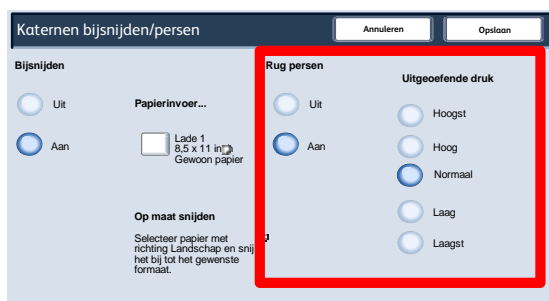 Katernen bijsnijden/persen
Annuleren
Opslaan
Bijsnijden
Uit
Aan
Papierinvoer...
Lade 1
8,5 x 11 in
Gewoon papier
Op maat snijden
Selecteer papier met
richting Landschap en snij
het bij tot het gewenste
formaat.
Rug persen
Uit
Aan
Uitgeoefende druk
Hoogst
Hoog
Normaal
Laag
Laagst